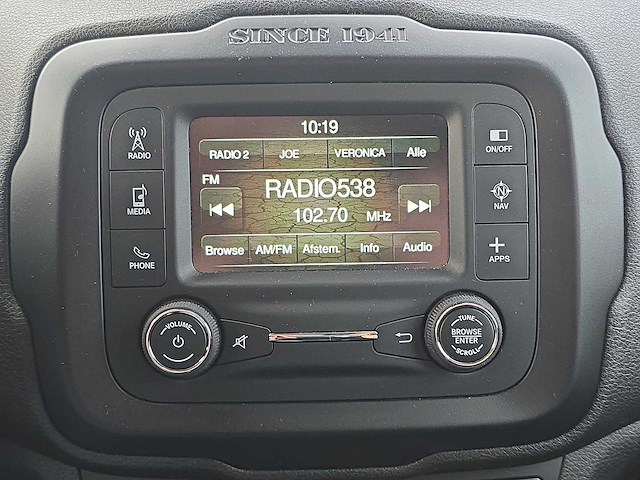 SINCE 1941
10:19
RADIO 2 JOE VERONICA Alle
FM
RADIO538
102.70 MHz
Browse AM/FM Afstem. Info Audio
RADIO
MEDIA
PHONE
ON/OFF
NAV
APPS
VOLUME
TUNE
BROWSE
ENTER
SCROLL